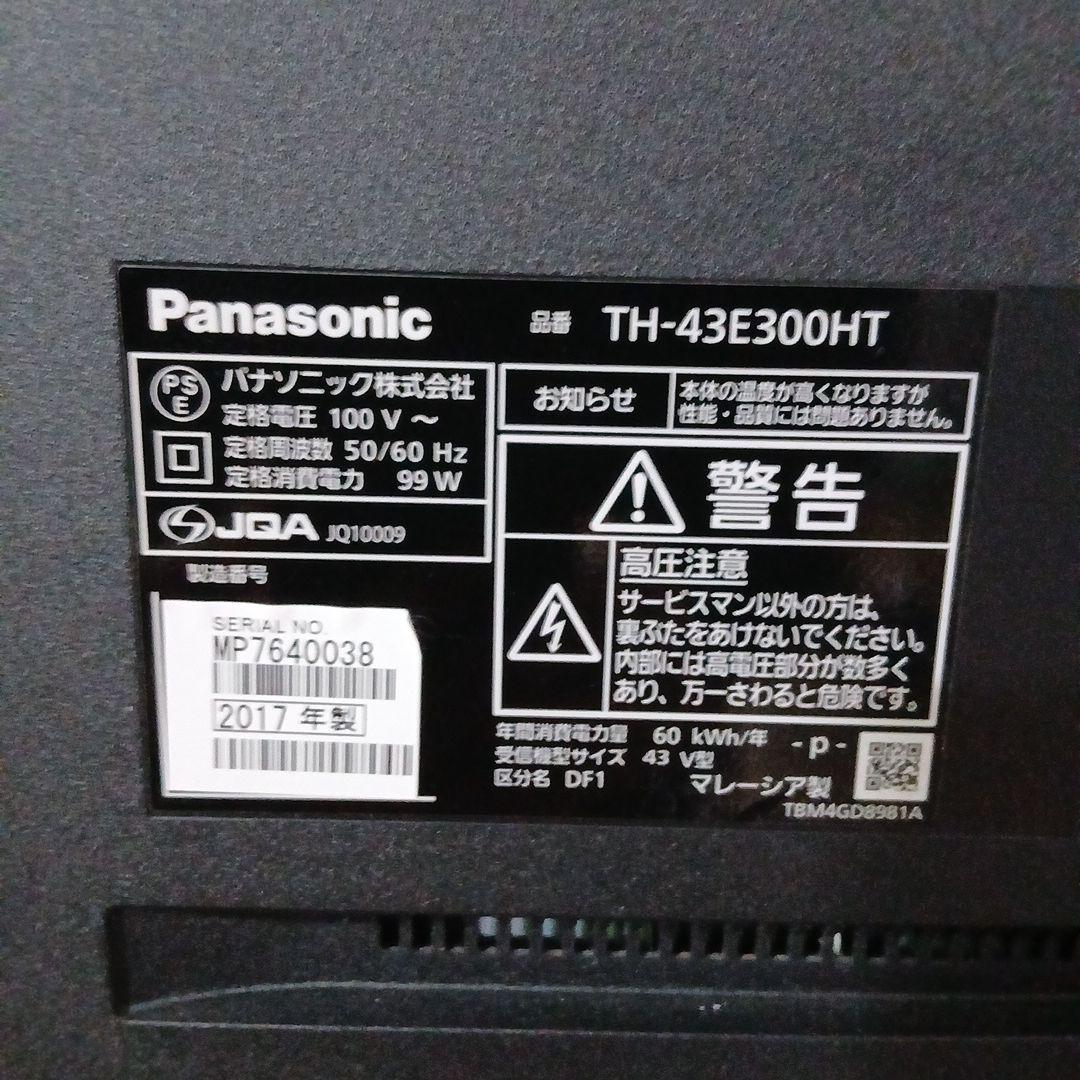 Panasonic
品番 TH-43E300HT
PS
E
パナソニック株式会社
定格電圧 100 V ～
定格周波数 50/60 Hz
定格消費電力 99 W
JQA JQ10009
製造番号
SERIAL NO.
MP7640038
2017 年製
お知らせ
本体の温度が高くなりますが
性能・品質には問題ありません。
警告
高圧注意
サービスマン以外の方は、
裏ぶたをあけないでください。
内部には高電圧部分が数多く
あり、万一さわると危険です。
年間消費電力量 60 kWh/年
受信機型サイズ 43 V型
区分名 DF1
- p -
マレーシア製
TBM4GD8981A